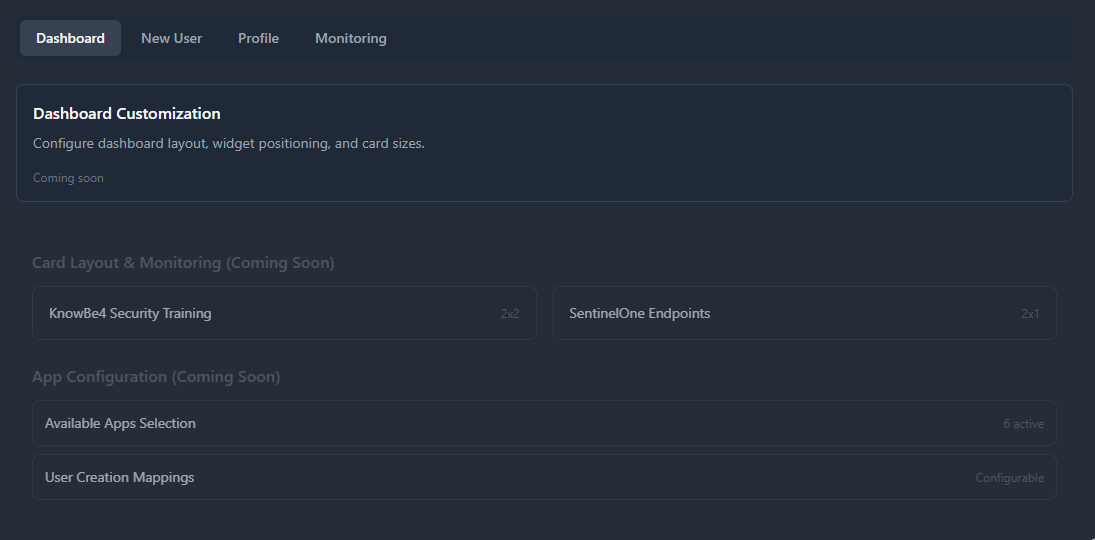 Dashboard New User Profile Monitoring
Dashboard Customization
Configure dashboard layout, widget positioning, and card sizes.
Coming soon
Card Layout & Monitoring (Coming Soon)
KnowBe4 Security Training 2x2 SentinelOne Endpoints 2x1
App Configuration (Coming Soon)
Available Apps Selection 6 active
User Creation Mappings Configurable